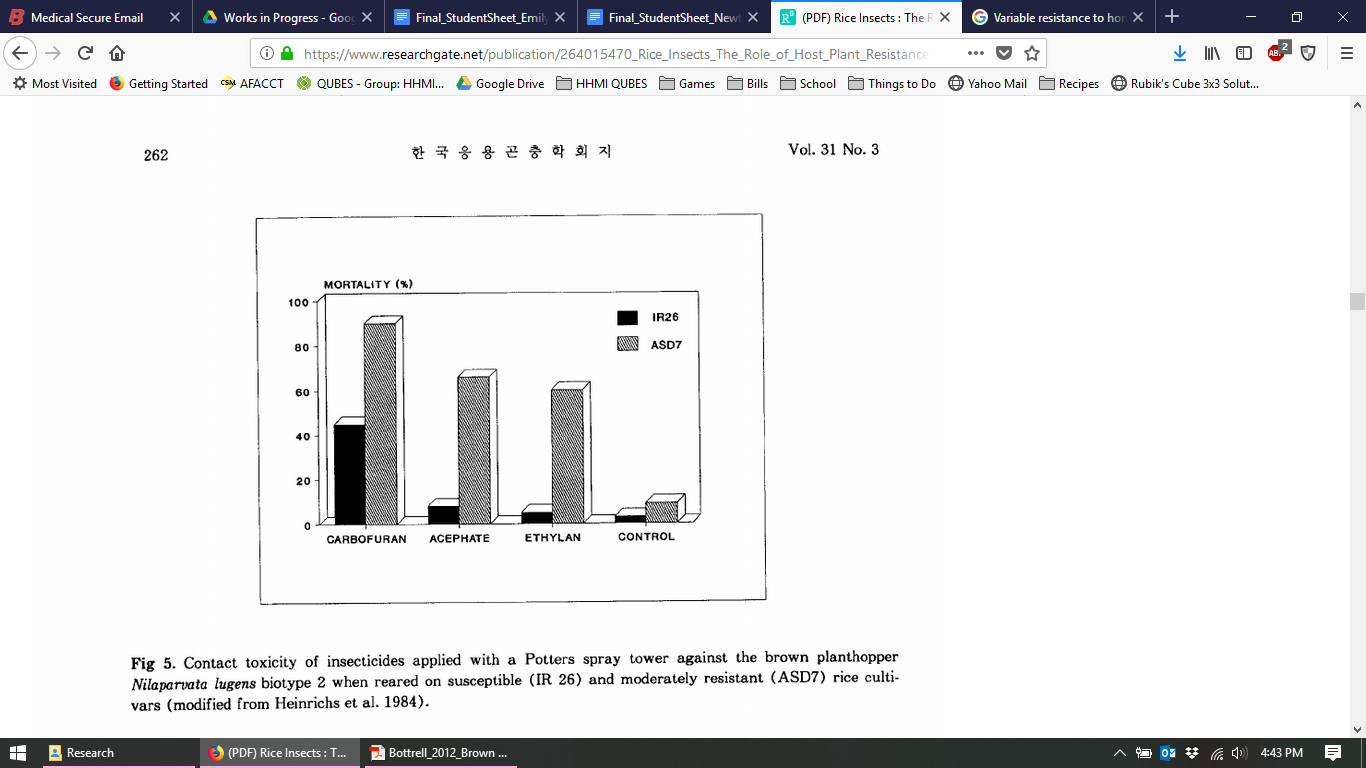 Medical Secure Email
Works in Progress - Goo
Final_StudentSheet_Emily
Final_StudentSheet_Newt
(PDF) Rice Insects : The R
Variable resistance to hor
https://www.researchgate.net/publication/264015470_Rice_Insects_The_Role_of_Host_Plant_Resistance
2
Most Visited
Getting Started
CSM AFACCT
QUBES - Group: HHMI...
Google Drive
HHMI QUBES
Games
Bills
School
Things to Do
Yahoo Mail
Recipes
Rubik's Cube 3x3 Solut...
262
한국응용곤충학회지
Vol. 31 No. 3
MORTALITY (%)
100
80
60
40
20
0
IR26
ASD7
CARBOFURAN ACEPHATE ETHYLAN CONTROL
Fig 5. Contact toxicity of insecticides applied with a Potters spray tower against the brown planthopper
Nilaparvata lugens biotype 2 when reared on susceptible (IR 26) and moderately resistant (ASD7) rice culti-
vars (modified from Heinrichs et al. 1984).
Research
(PDF) Rice Insects : T...
Bottrell_2012_Brown ...
4:43 PM